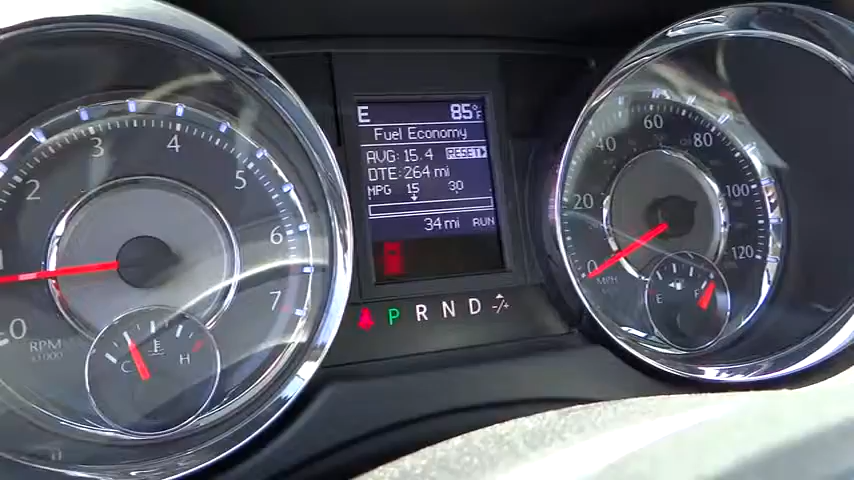 E 85°F
Fuel Economy
AVG: 15.4 RESET
DTE: 264 mi
MPG 15 30
34 mi RUN
P R N D -/+
0 2 3 4 5 6 7
RPM
x1000
C H
0 20 40 60 80 100 120
MPH
E F